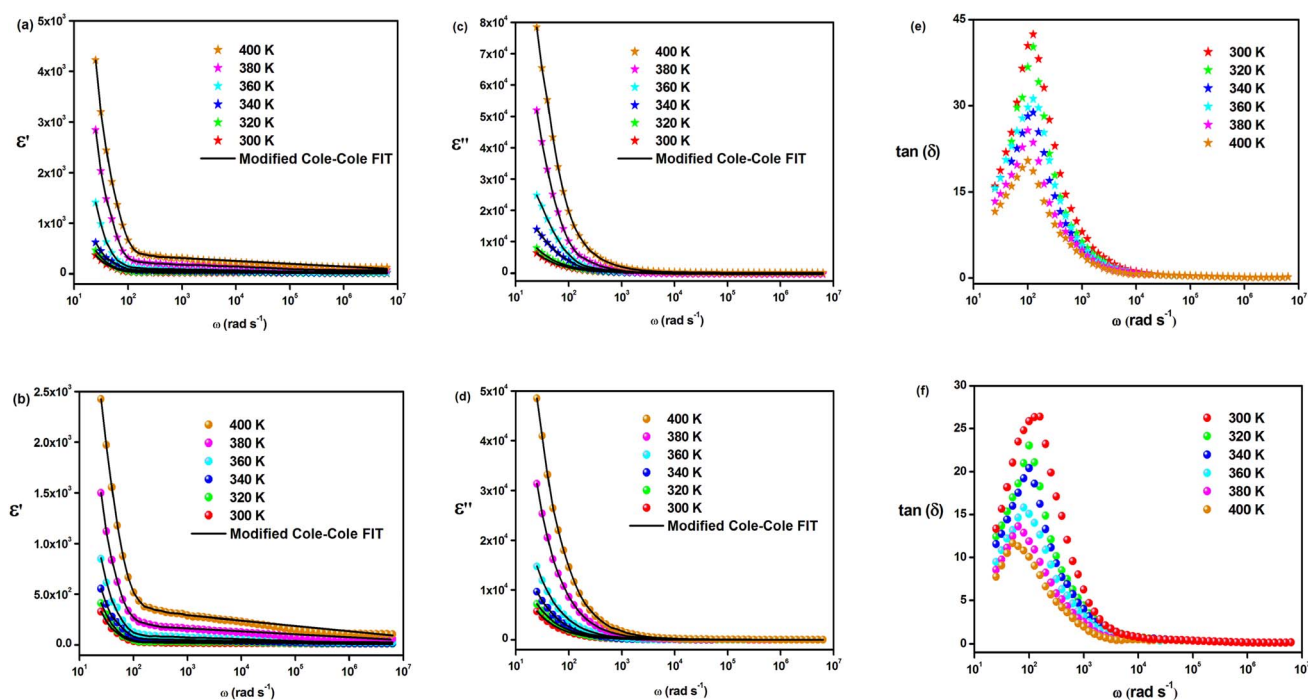 (a)
5x10³
4x10³
3x10³
2x10³
1x10³
0
ε'
400 K
380 K
360 K
340 K
320 K
300 K
Modified Cole-Cole FIT
10¹ 10² 10³ 10⁴ 10⁵ 10⁶ 10⁷
ω (rad s⁻¹)
(c)
8x10⁴
7x10⁴
6x10⁴
5x10⁴
4x10⁴
3x10⁴
2x10⁴
1x10⁴
0
ε''
400 K
380 K
360 K
340 K
320 K
300 K
Modified Cole-Cole FIT
10¹ 10² 10³ 10⁴ 10⁵ 10⁶ 10⁷
ω (rad s⁻¹)
(e)
45
30
15
0
tan (δ)
300 K
320 K
340 K
360 K
380 K
400 K
10¹ 10² 10³ 10⁴ 10⁵ 10⁶ 10⁷
ω (rad s⁻¹)
(b)
2.5x10³
2.0x10³
1.5x10³
1.0x10³
5.0x10²
0.0
ε'
400 K
380 K
360 K
340 K
320 K
300 K
Modified Cole-Cole FIT
10¹ 10² 10³ 10⁴ 10⁵ 10⁶ 10⁷
ω (rad s⁻¹)
(d)
5x10⁴
4x10⁴
3x10⁴
2x10⁴
1x10⁴
0
ε''
400 K
380 K
360 K
340 K
320 K
300 K
Modified Cole-Cole FIT
10¹ 10² 10³ 10⁴ 10⁵ 10⁶ 10⁷
ω (rad s⁻¹)
(f)
30
25
20
15
10
5
0
tan (δ)
300 K
320 K
340 K
360 K
380 K
400 K
10¹ 10² 10³ 10⁴ 10⁵ 10⁶ 10⁷
ω (rad s⁻¹)